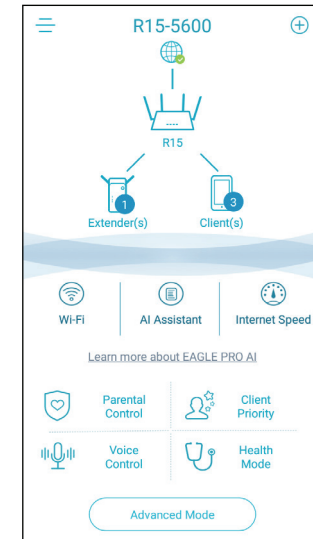 R15-5600
R15
1
3
Extender(s)
Client(s)
Wi-Fi
AI Assistant
Internet Speed
Learn more about EAGLE PRO AI
Parental
Control
Client
Priority
Voice
Control
Health
Mode
Advanced Mode